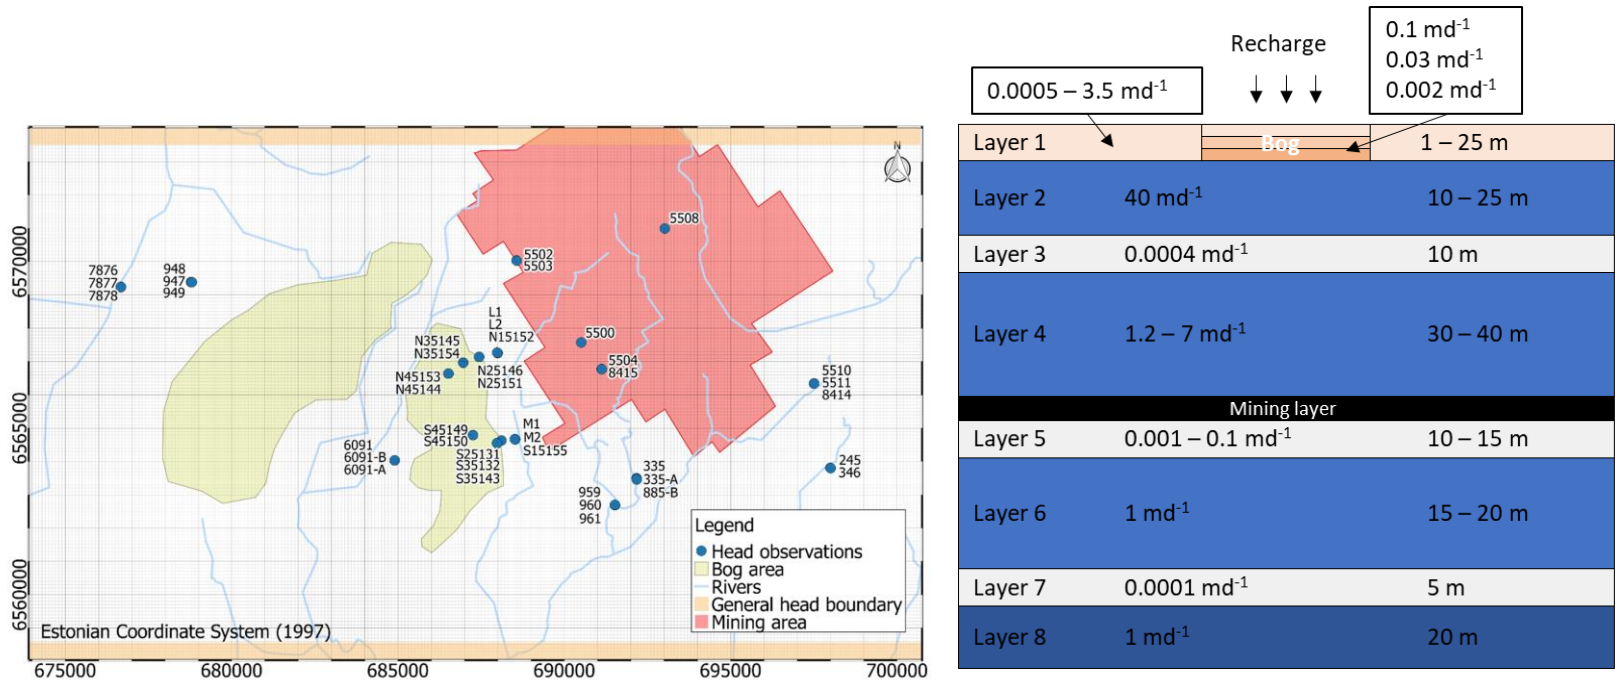 N
5508
5502
5503
7876
7877
7878
948
947
949
L1
L2
N15152
N35145
N35154
5500
5504
8415
N25146
N25151
N45153
N45144
5510
5511
8414
S45149
S45150
M1
M2
S15155
6091
6091-B
6091-A
S25131
S35132
S35143
335
335-A
885-B
245
346
959
960
961
Legend
Head observations
Bog area
Rivers
General head boundary
Mining area
Estonian Coordinate System (1997)
6570000
6565000
6560000
675000 680000 685000 690000 695000 700000
0.1 md⁻¹
0.03 md⁻¹
0.002 md⁻¹
Recharge
0.0005 – 3.5 md⁻¹
Layer 1 Bog 1 – 25 m
Layer 2 40 md⁻¹ 10 – 25 m
Layer 3 0.0004 md⁻¹ 10 m
Layer 4 1.2 – 7 md⁻¹ 30 – 40 m
Mining layer
Layer 5 0.001 – 0.1 md⁻¹ 10 – 15 m
Layer 6 1 md⁻¹ 15 – 20 m
Layer 7 0.0001 md⁻¹ 5 m
Layer 8 1 md⁻¹ 20 m